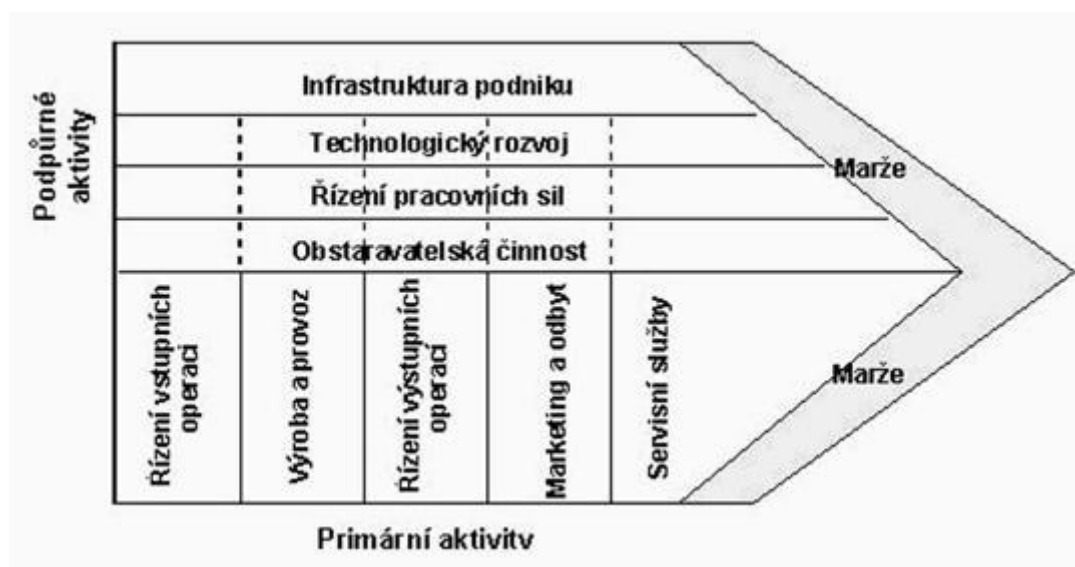 Podpůrné
aktivity
Infrastruktura podniku
Technologický rozvoj
Řízení pracovních sil
Obstaravatelská činnost
Marže
Řízení vstupních
operací
Výroba a provoz
Řízení výstupních
operací
Marketing a odbyt
Servisní služby
Marže
Primární aktivitv